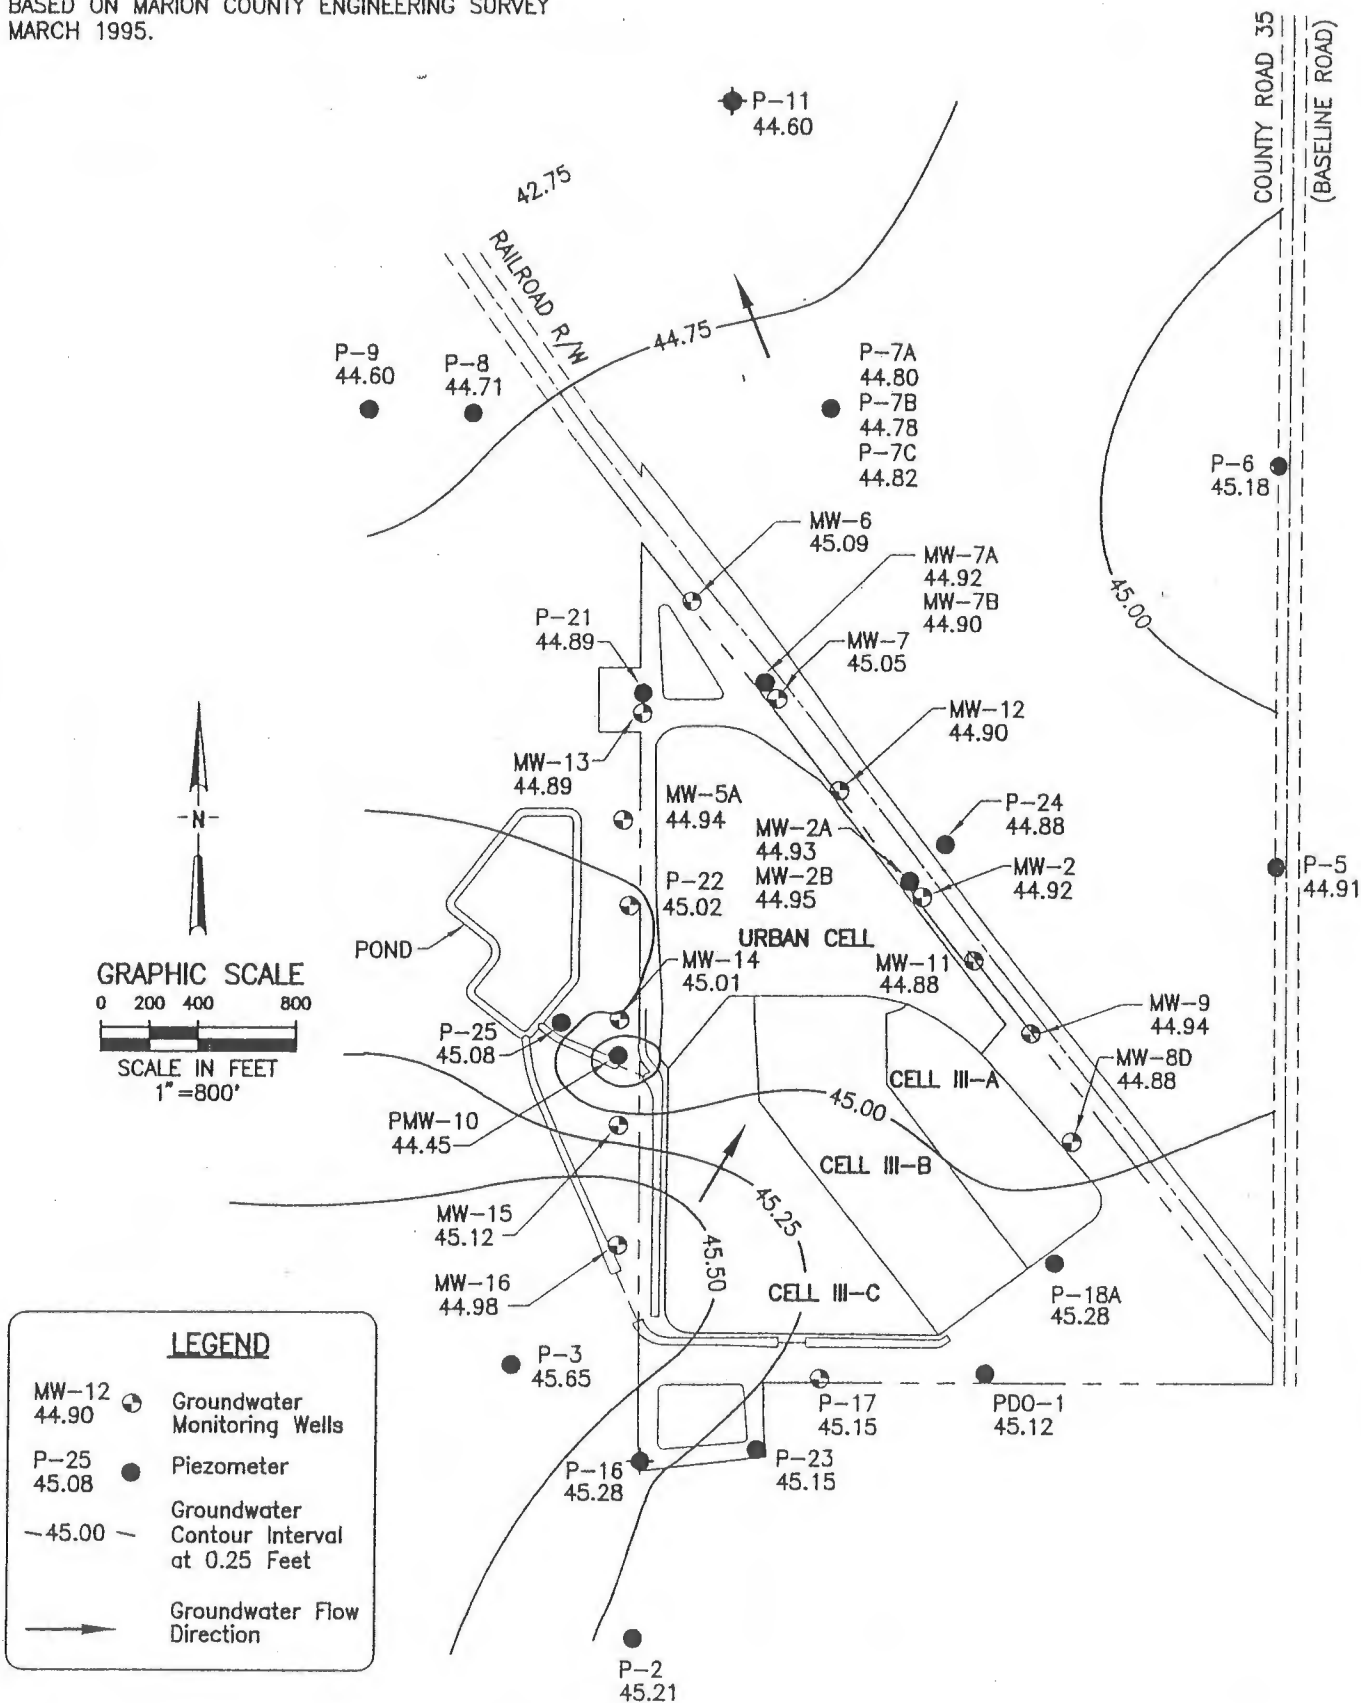 BASED ON MARION COUNTY ENGINEERING SURVEY
MARCH 1995.
COUNTY ROAD 35
(BASELINE ROAD)
P-11
44.60
42.75
RAILROAD R/W
44.75
P-9
44.60
P-8
44.71
P-7A
44.80
P-7B
44.78
P-7C
44.82
P-6
45.18
MW-6
45.09
MW-7A
44.92
MW-7B
44.90
45.00
P-21
44.89
MW-7
45.05
MW-12
44.90
MW-13
44.89
MW-5A
44.94
P-24
44.88
MW-2A
44.93
MW-2B
44.95
MW-2
44.92
P-5
44.91
-N-
P-22
45.02
POND
URBAN CELL
MW-14
45.01
MW-11
44.88
GRAPHIC SCALE
0 200 400 800
SCALE IN FEET
1"=800'
MW-9
44.94
P-25
45.08
MW-8D
44.88
CELL III-A
45.00
PMW-10
44.45
CELL III-B
MW-15
45.12
45.25
45.50
MW-16
44.98
CELL III-C
P-18A
45.28
P-3
45.65
P-17
45.15
PDO-1
45.12
P-16
45.28
P-23
45.15
P-2
45.21
LEGEND
MW-12
44.90
Groundwater
Monitoring Wells
P-25
45.08
Piezometer
-45.00 -
Groundwater
Contour Interval
at 0.25 Feet
Groundwater Flow
Direction